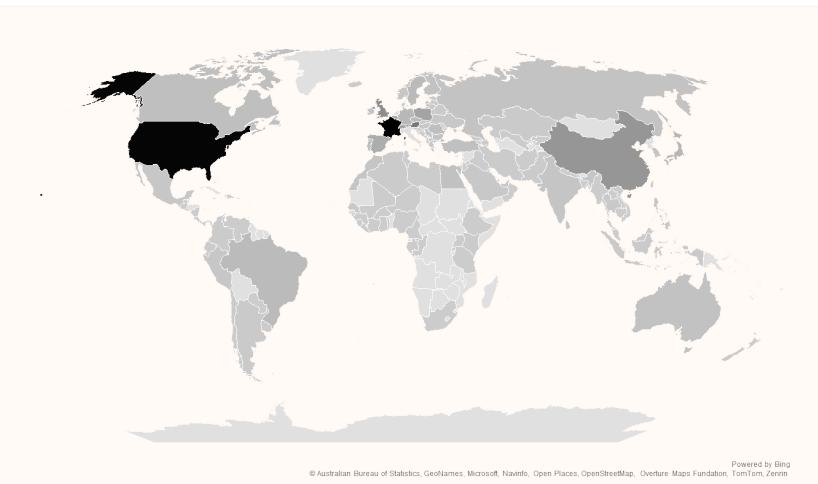 Powered by Bing
© Australian Bureau of Statistics, GeoNames, Microsoft, Navinfo, Open Places, OpenStreetMap, Overture Maps Fundation, TomTom, Zenrin